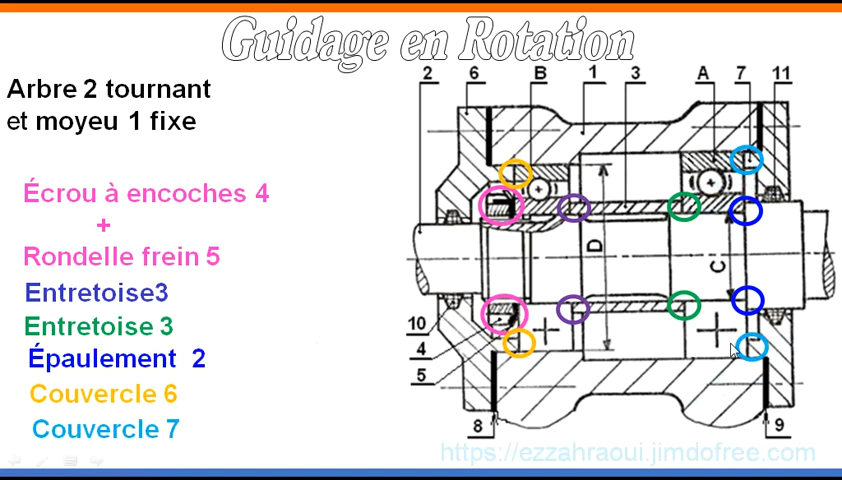 Guidage en Rotation
Arbre 2 tournant
et moyeu 1 fixe
Écrou à encoches 4
+
Rondelle frein 5
Entretoise3
Entretoise 3
Épaulement 2
Couvercle 6
Couvercle 7
2 6 B 1 3 A 7 11
D
C
10
4
5
8
9
https://ezzahraoui.jimdofree.com